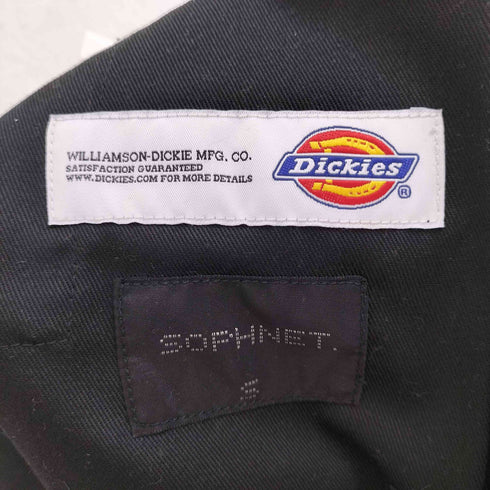 WILLIAMSON-DICKIE MFG. CO.
SATISFACTION GUARANTEED
WWW.DICKIES.COM FOR MORE DETAILS
Dickies
®
SOPHNET.
S